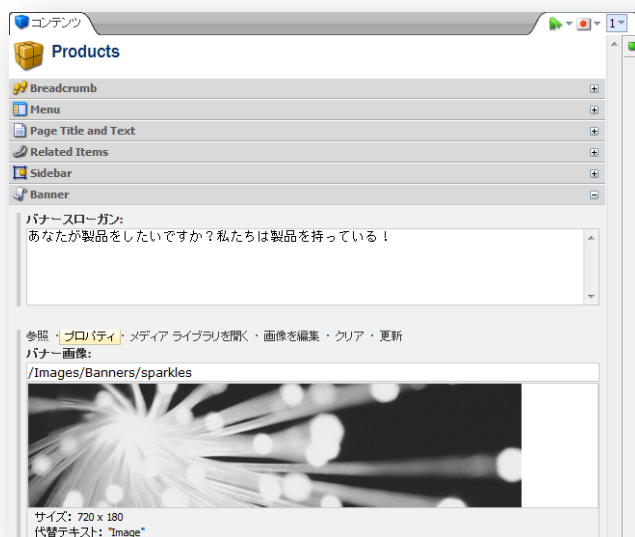 コンテンツ
1
Products
Breadcrumb
Menu
Page Title and Text
Related Items
Sidebar
Banner
バナースローガン:
あなたが製品をしたいですか？私たちは製品を持っている！
参照 ・ プロパティ ・ メディア ライブラリを開く ・ 画像を編集 ・ クリア ・ 更新
バナー画像:
/Images/Banners/sparkles
サイズ: 720 x 180
代替テキスト: "Image"